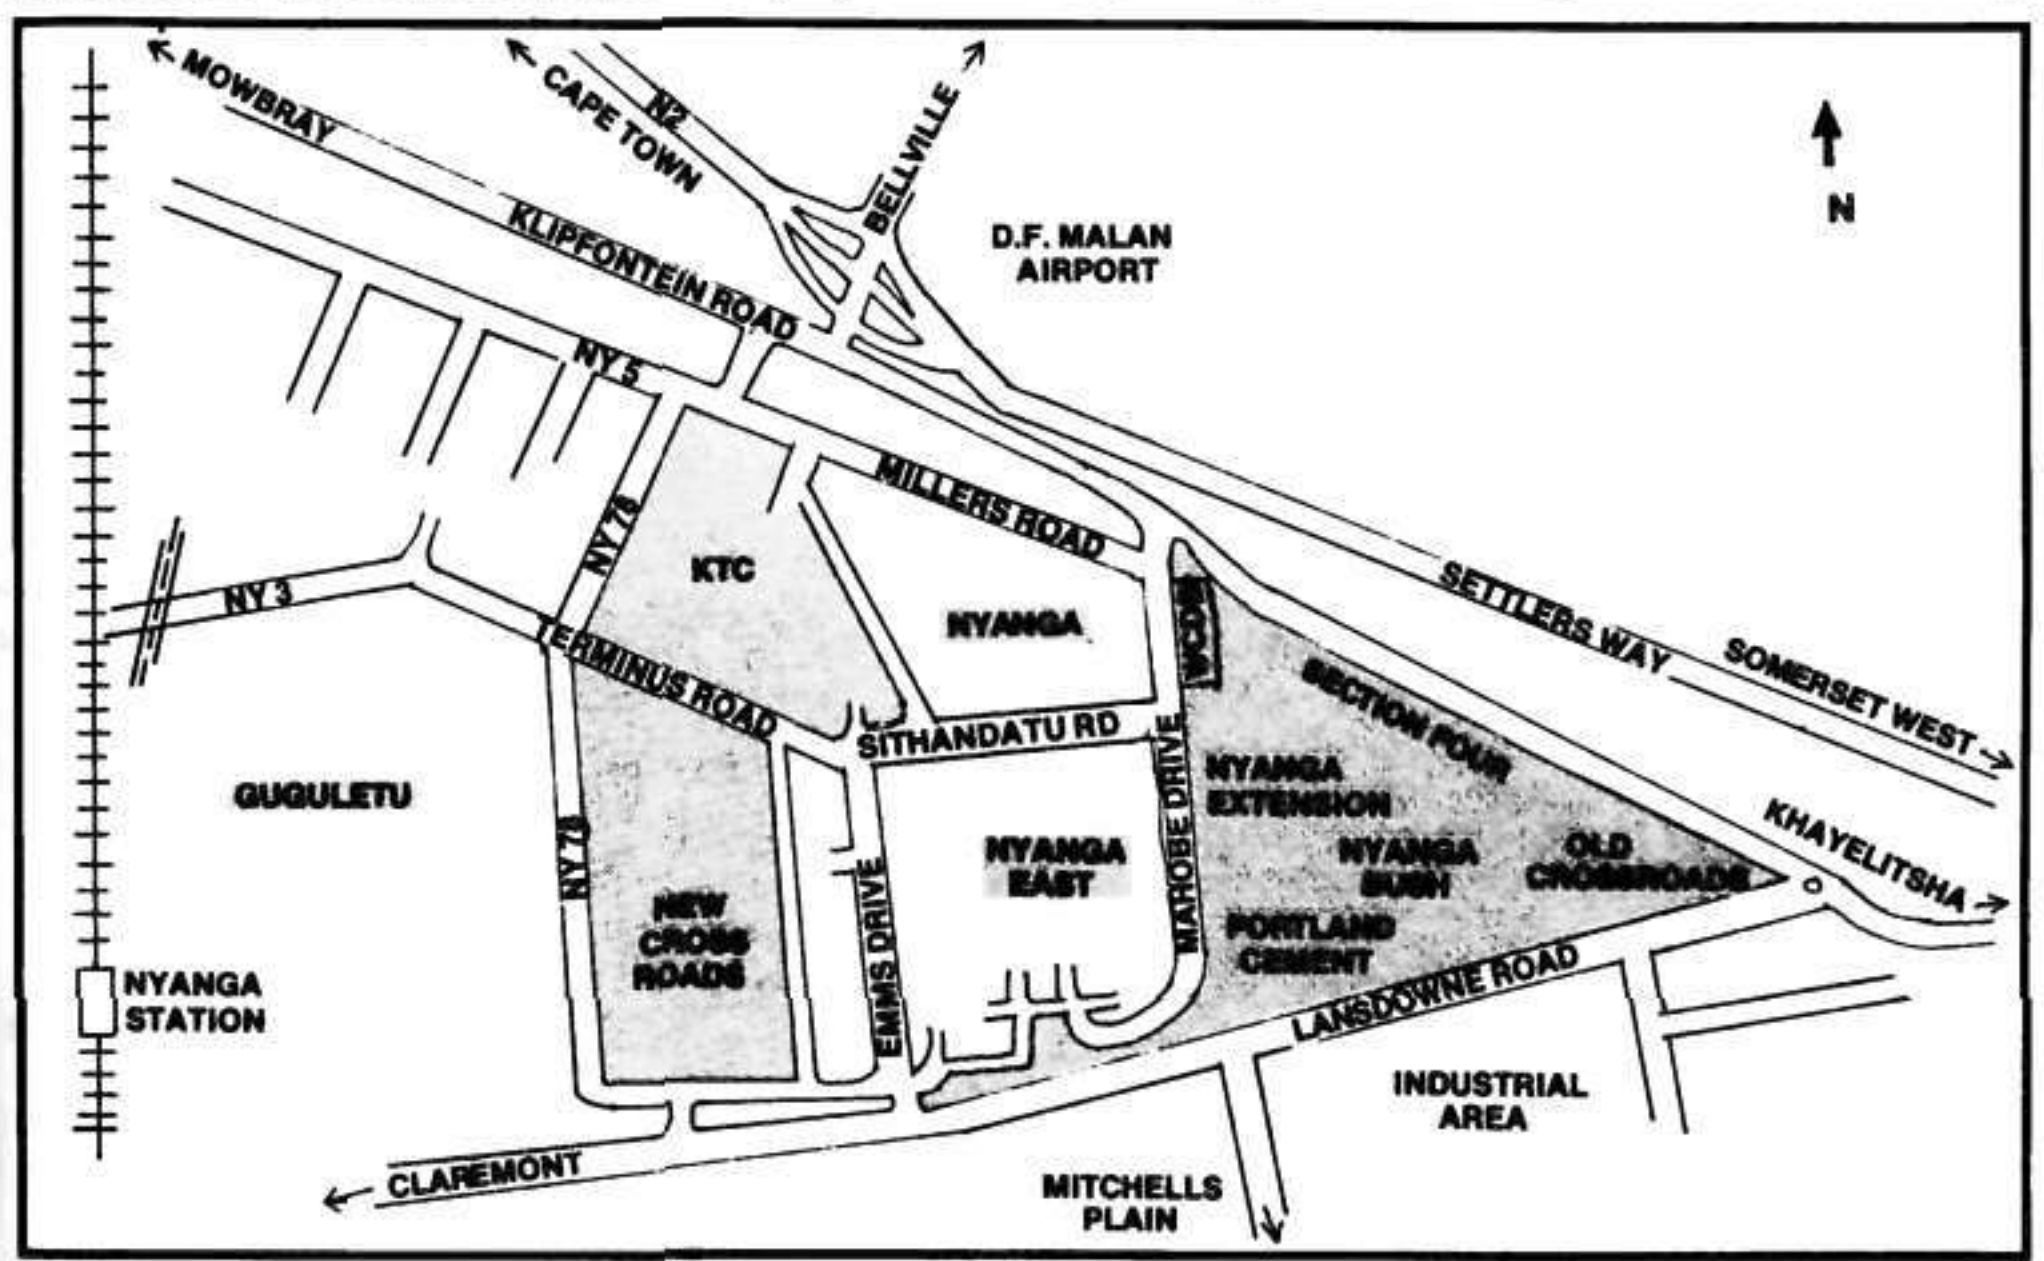 MOWBRAY
CAPE TOWN
N2
BELLVILLE
N
D.F. MALAN
AIRPORT
KLIPFONTEIN ROAD
NY 5
MILLERS ROAD
NY 78
KTC
NYANGA
NY 3
TERMINUS ROAD
SITHANDATU RD
WCDB
SETTLERS WAY
SOMERSET WEST
SECTION FOUR
KHAYELITSHA
GUGULETU
NYANGA
EXTENSION
MAHOBE DRIVE
NYANGA
BUSH
OLD
CROSSROADS
NYANGA
EAST
NY 78
NEW
CROSS
ROADS
EMMS DRIVE
PORTLAND
CEMENT
LANSDOWNE ROAD
NYANGA
STATION
INDUSTRIAL
AREA
CLAREMONT
MITCHELLS
PLAIN